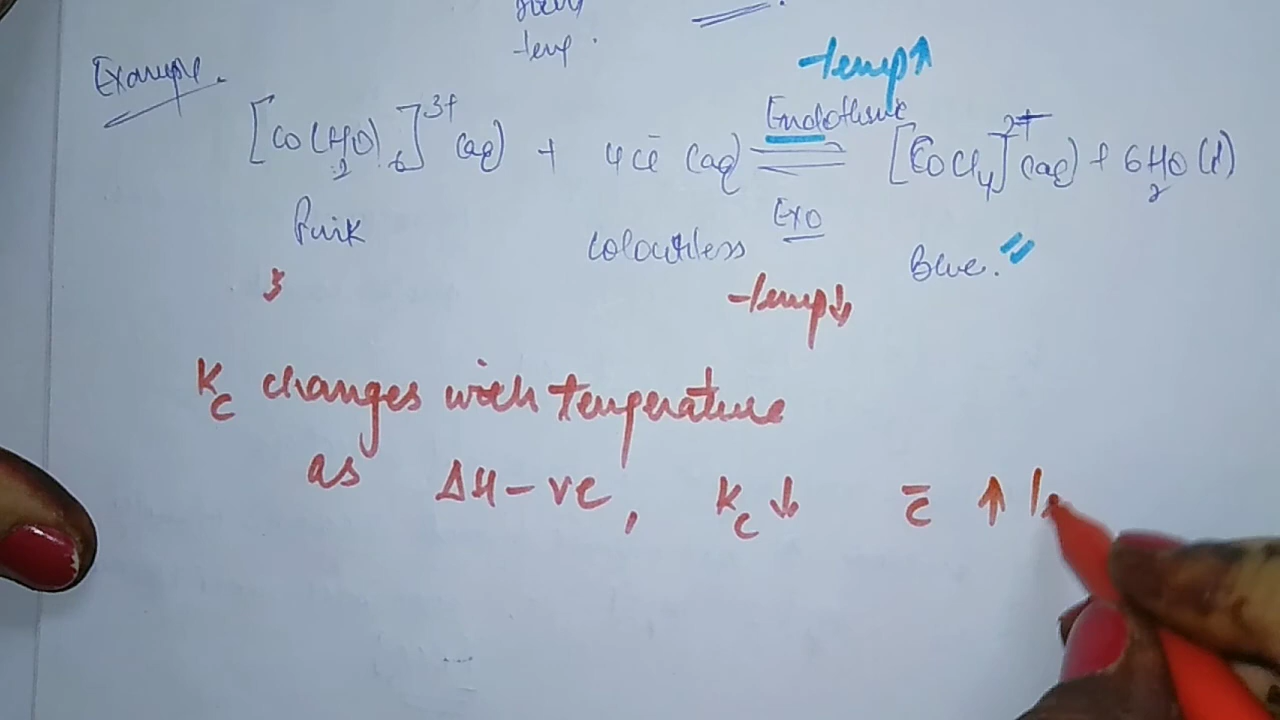 temp.
Example.
temp↑
Endothermic
[Co(H2O)6]3+ (aq) + 4Cl- (aq) ⇌ [CoCl4]2- (aq) + 6H2O (l)
Exo
Pink
colourless
Blue.
temp↓
Kc changes with temperature
as ΔH-ve, Kc↓ c̄ ↑